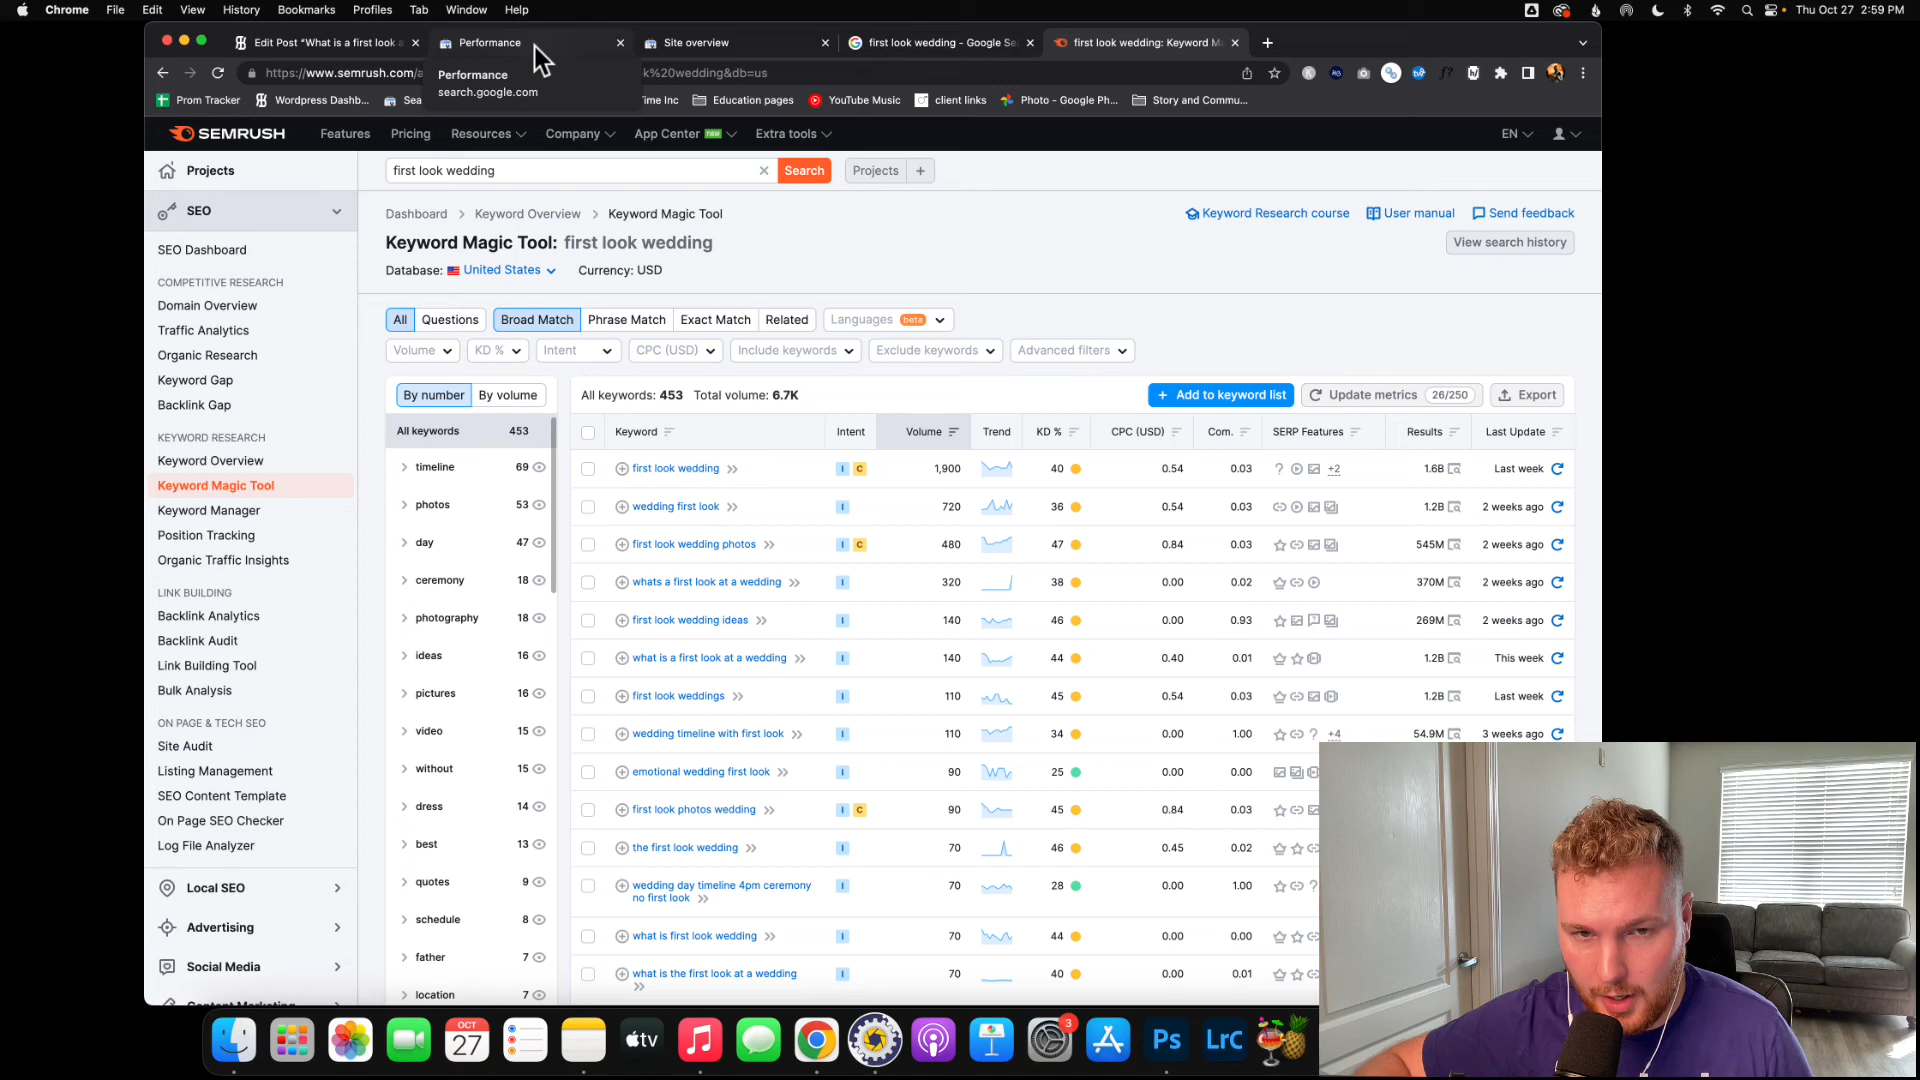 Chrome File Edit View History Bookmarks Profiles Tab Window Help
3 Thu Oct 27 2:59 PM
Edit Post "What is a first look a
Performance
Site overview
first look wedding - Google Se
first look wedding: Keyword Ma
https://www.semrush.com/a
k%20wedding&db=us
Performance
search.google.com
Prom Tracker
Wordpress Dashb...
Sea
Time Inc
Education pages
YouTube Music
client links
Photo - Google Ph...
Story and Commu...
SEMRUSH Features Pricing Resources Company App Center NEW Extra tools EN
Projects
first look wedding Search Projects +
SEO
SEO Dashboard
COMPETITIVE RESEARCH
Domain Overview
Traffic Analytics
Organic Research
Keyword Gap
Backlink Gap
KEYWORD RESEARCH
Keyword Overview
Keyword Magic Tool
Keyword Manager
Position Tracking
Organic Traffic Insights
LINK BUILDING
Backlink Analytics
Backlink Audit
Link Building Tool
Bulk Analysis
ON PAGE & TECH SEO
Site Audit
Listing Management
SEO Content Template
On Page SEO Checker
Log File Analyzer
Local SEO
Advertising
Social Media
Content Marketing
Dashboard > Keyword Overview > Keyword Magic Tool
Keyword Research course User manual Send feedback
Keyword Magic Tool: first look wedding
View search history
Database: United States Currency: USD
All Questions Broad Match Phrase Match Exact Match Related Languages beta
Volume KD % Intent CPC (USD) Include keywords Exclude keywords Advanced filters
By number By volume
All keywords 453
timeline 69
photos 53
day 47
ceremony 18
photography 18
ideas 16
pictures 16
video 15
without 15
dress 14
best 13
quotes 9
schedule 8
father 7
location 7
All keywords: 453 Total volume: 6.7K
+ Add to keyword list Update metrics 26/250 Export
Keyword Intent Volume Trend KD % CPC (USD) Com. SERP Features Results Last Update
first look wedding I C 1,900 40 0.54 0.03 +2 1.6B Last week
wedding first look I 720 36 0.54 0.03 1.2B 2 weeks ago
first look wedding photos I C 480 47 0.84 0.03 545M 2 weeks ago
whats a first look at a wedding I 320 38 0.00 0.02 370M 2 weeks ago
first look wedding ideas I 140 46 0.00 0.93 269M 2 weeks ago
what is a first look at a wedding I 140 44 0.40 0.01 1.2B This week
first look weddings I 110 45 0.54 0.03 1.2B Last week
wedding timeline with first look I 110 34 0.00 1.00 +4 54.9M 3 weeks ago
emotional wedding first look I 90 25 0.00 0.00
first look photos wedding I C 90 45 0.84 0.03
the first look wedding I 70 46 0.45 0.02
wedding day timeline 4pm ceremony no first look I 70 28 0.00 1.00
what is first look wedding I 70 44 0.00 0.00
what is the first look at a wedding I 70 40 0.00 0.01
OCT
27
tv
3
Ps
LrC